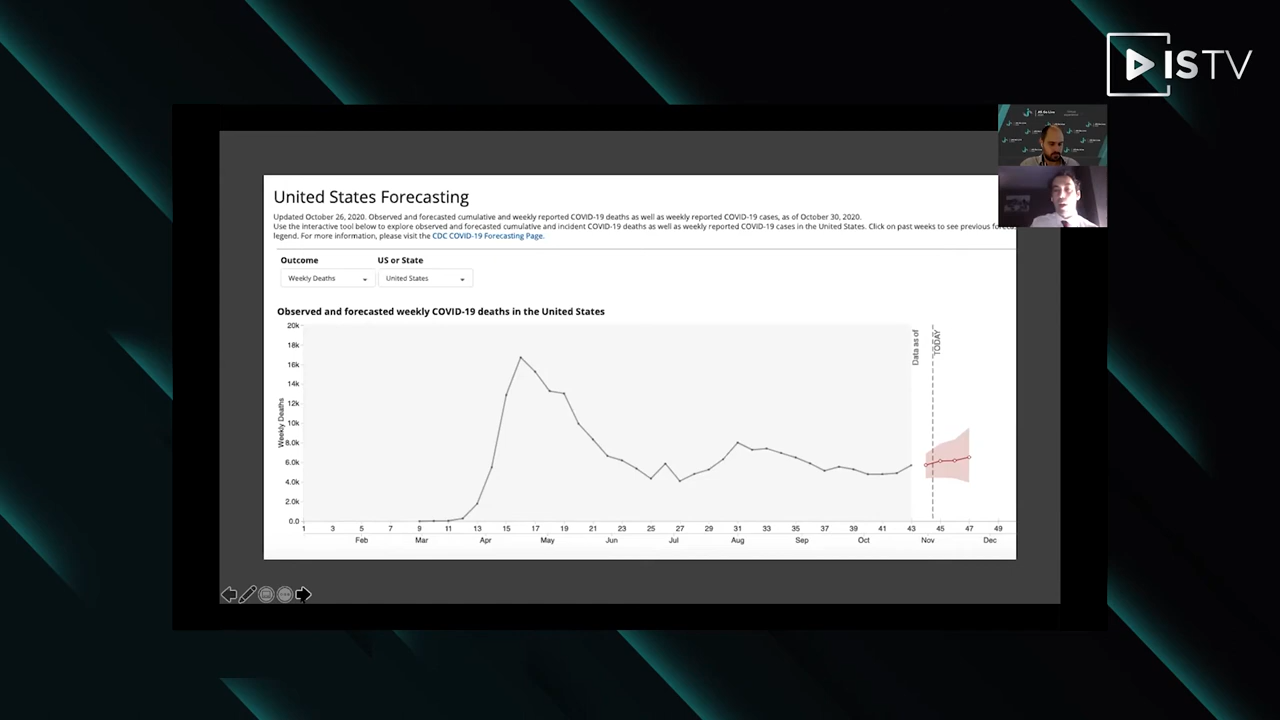 ISTV
United States Forecasting
Updated October 26, 2020. Observed and forecasted cumulative and weekly reported COVID-19 deaths as well as weekly reported COVID-19 cases, as of October 30, 2020.
Use the interactive tool below to explore observed and forecasted cumulative and incident COVID-19 deaths as well as weekly reported COVID-19 cases in the United States. Click on past weeks to see previous
legend. For more information, please visit the CDC COVID-19 Forecasting Page.
Outcome US or State
Weekly Deaths United States
Observed and forecasted weekly COVID-19 deaths in the United States
20k
18k
16k
14k
12k
10k
8.0k
6.0k
4.0k
2.0k
0.0
Weekly Deaths
Data as of
TODAY
1 3 5 7 9 11 13 15 17 19 21 23 25 27 29 31 33 35 37 39 41 43 45 47 49
Feb Mar Apr May Jun Jul Aug Sep Oct Nov Dec